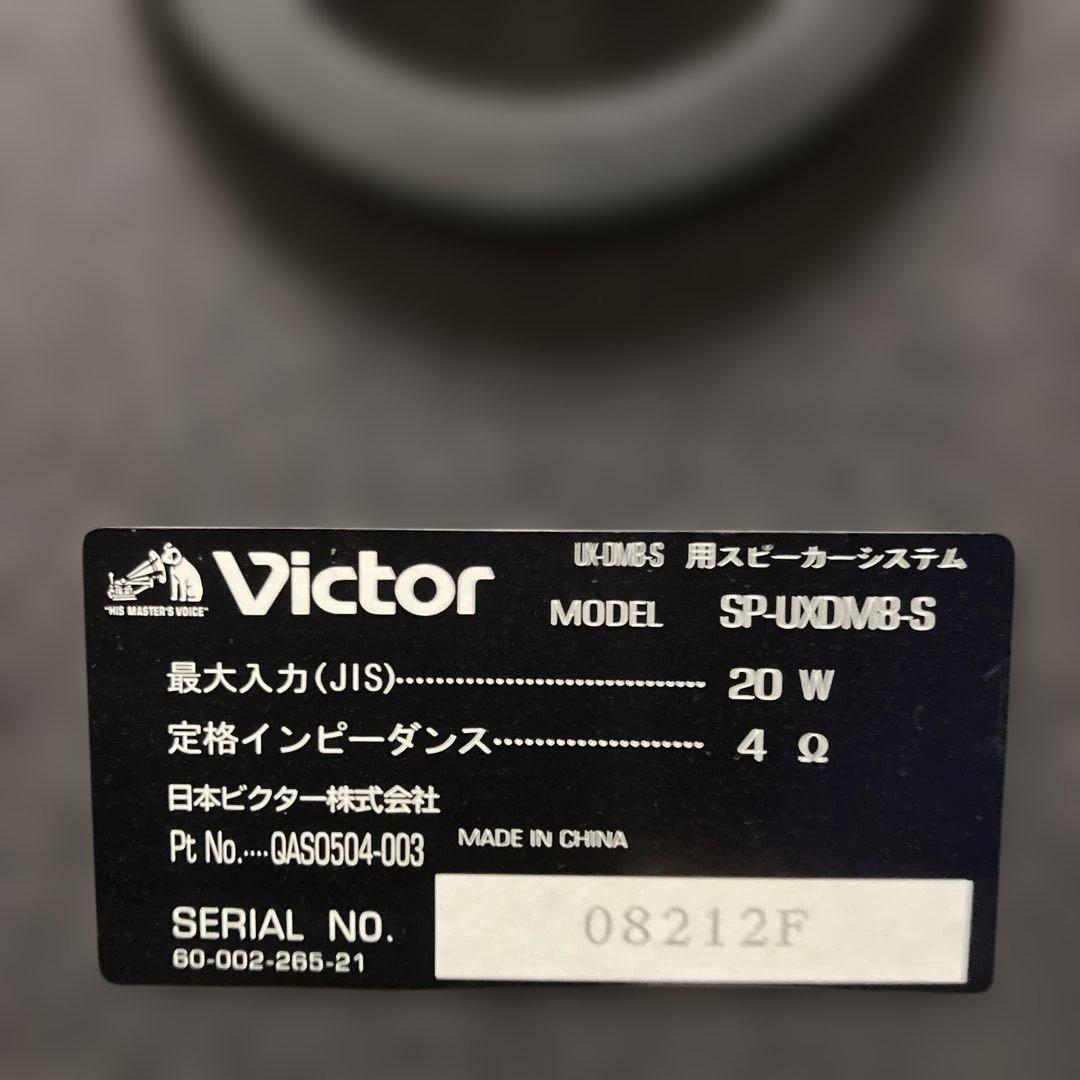 UX-DM8-S 用スピーカーシステム
Victor
"HIS MASTER'S VOICE"
MODEL SP-UXDM8-S
最大入力(JIS)............................ 20 W
定格インピーダンス.................... 4 Ω
日本ビクター株式会社
Pt No.....QAS0504-003 MADE IN CHINA
SERIAL NO. 08212F
60-002-265-21